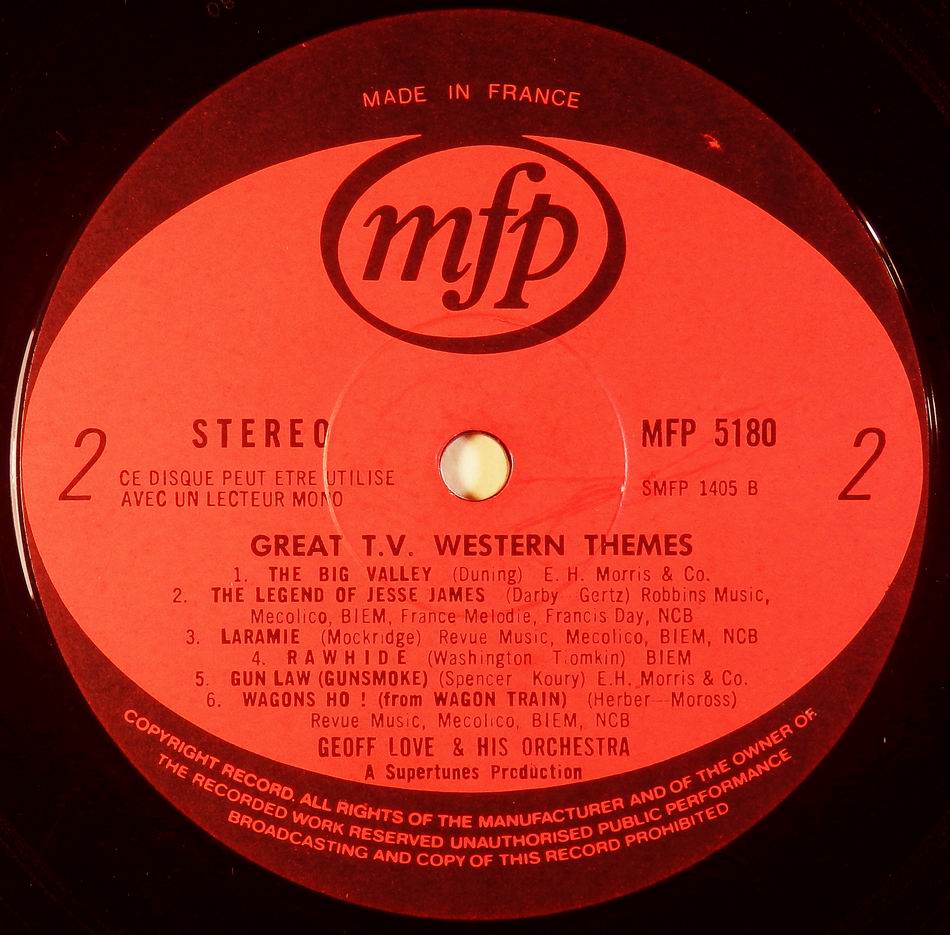 MADE IN FRANCE
mfp
STEREO
MFP 5180
2
2
CE DISQUE PEUT ETRE UTILISE
AVEC UN LECTEUR MONO
SMFP 1405 B
GREAT T.V. WESTERN THEMES
1. THE BIG VALLEY (Duning) E. H. Morris & Co.
2. THE LEGEND OF JESSE JAMES (Darby Gertz) Robbins Music,
Mecolico, BIEM, France Melodie, Francis Day, NCB
3. LARAMIE (Mockridge) Revue Music, Mecolico, BIEM, NCB
4. RAWHIDE (Washington Tiomkin) BIEM
5. GUN LAW (GUNSMOKE) (Spencer Koury) E.H. Morris & Co.
6. WAGONS HO ! (from WAGON TRAIN) (Herber---Moross)
Revue Music, Mecolico, BIEM, NCB
GEOFF LOVE & HIS ORCHESTRA
A Supertunes Production
COPYRIGHT RECORD. ALL RIGHTS OF THE MANUFACTURER AND OF THE OWNER OF
THE RECORDED WORK RESERVED UNAUTHORISED PUBLIC PERFORMANCE
BROADCASTING AND COPY OF THIS RECORD PROHIBITED